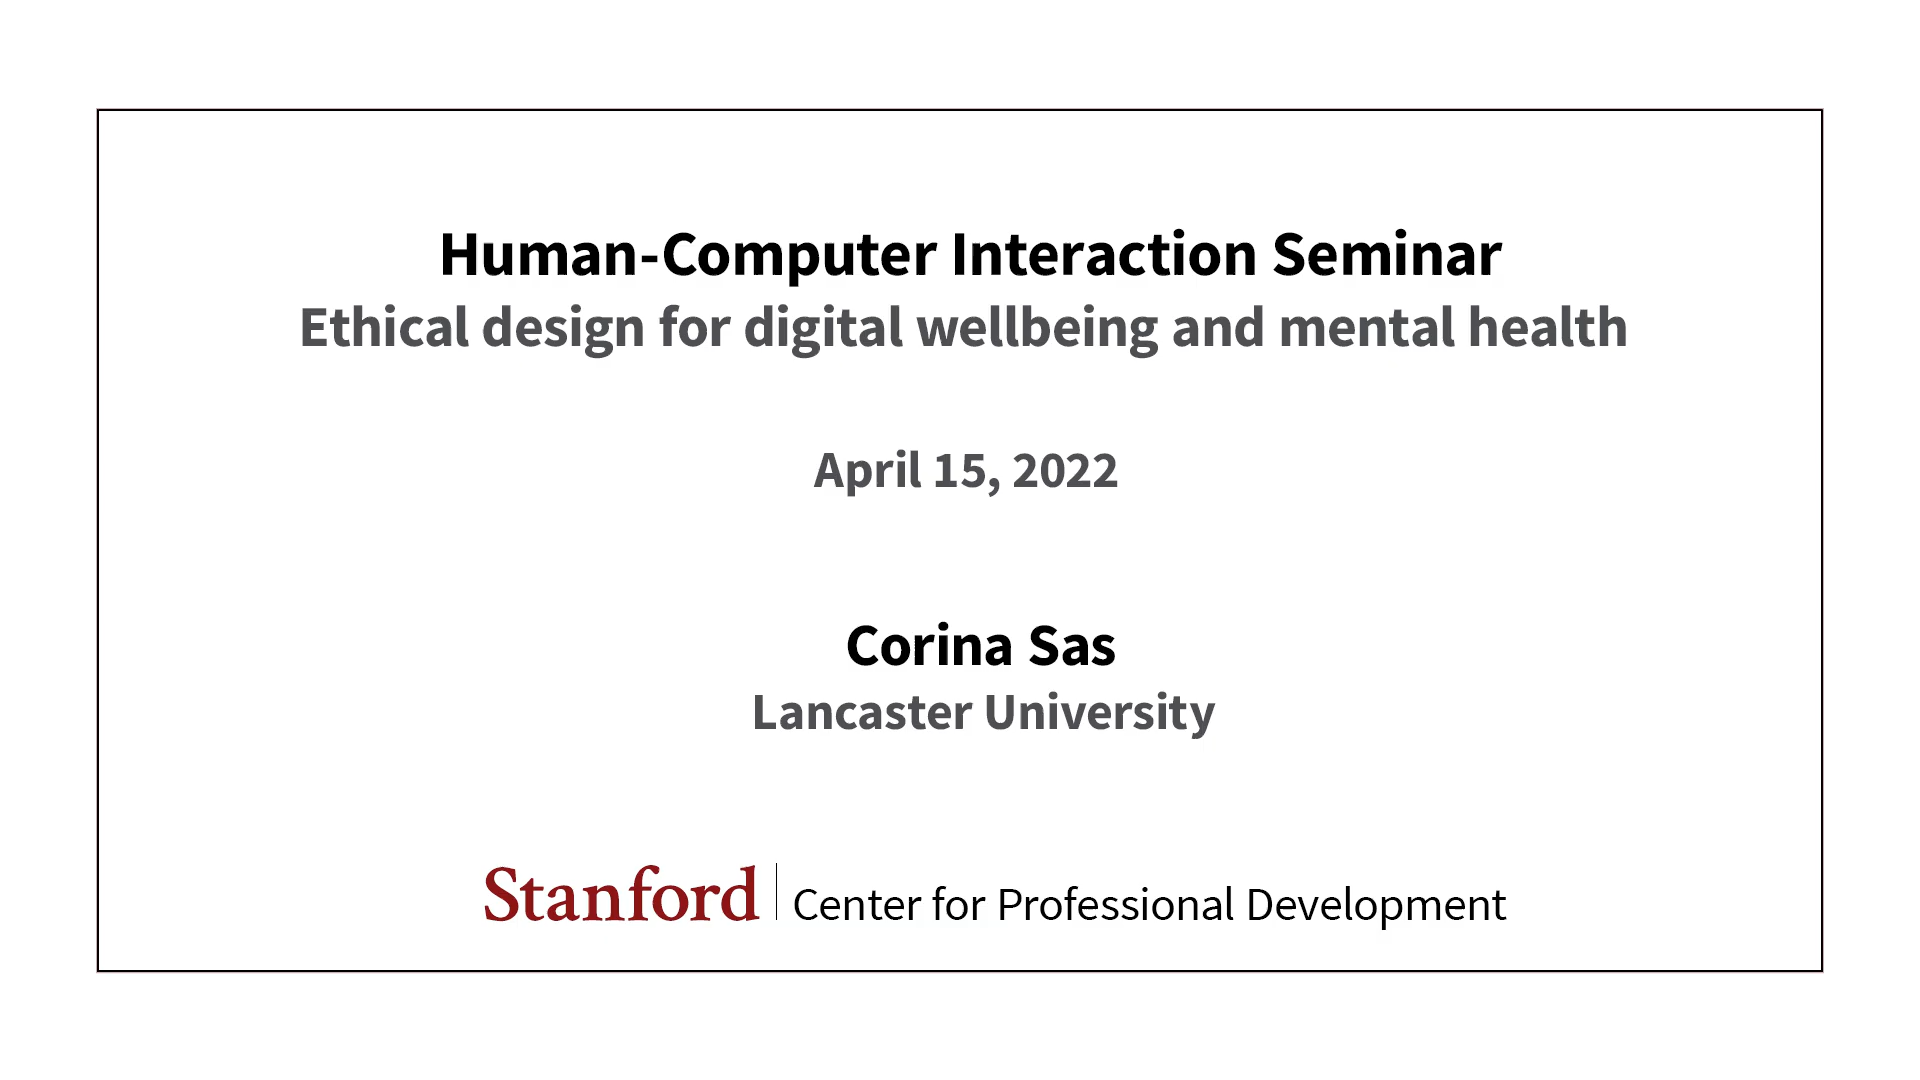 Human-Computer Interaction Seminar
Ethical design for digital wellbeing and mental health
April 15, 2022
Corina Sas
Lancaster University
Stanford Center for Professional Development